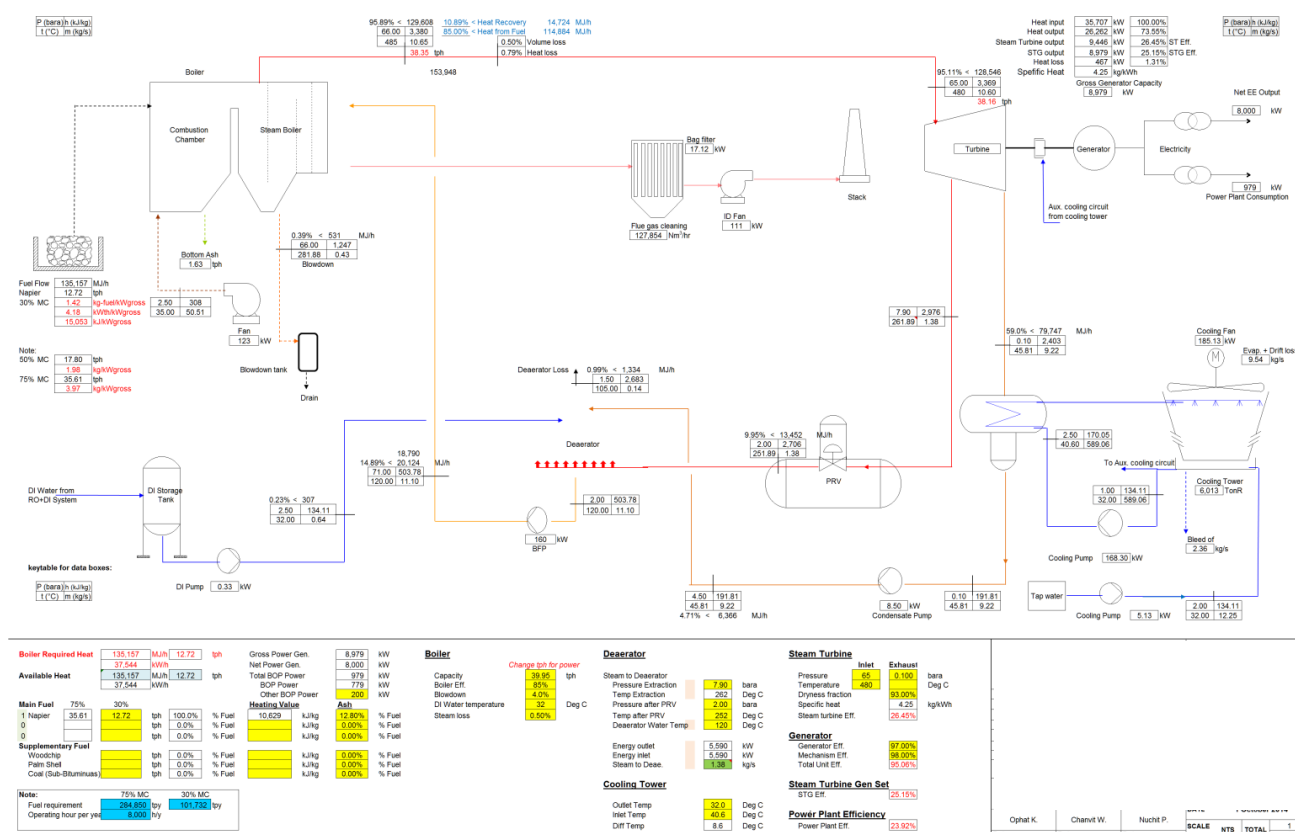 P (bara) h (kJ/kg)
t (°C) m (kg/s)
95.89% < 129,608 10.89% < Heat Recovery 14,724 MJ/h
66.00 3,380 85.00% < Heat from Fuel 114,884 MJ/h
485 10.65 0.50% Volume loss
38.35 tph 0.79% Heat loss
153,948
Heat input 35,707 kW 100.00%
Heat output 26,262 kW 73.55%
Steam Turbine output 9,446 kW 26.45% ST Eff.
STG output 8,979 kW 25.15% STG Eff.
Heat loss 467 kW 1.31%
Speific Heat 4.25 kg/kWh
Gross Generator Capacity
8,979 kW
P (bara) h (kJ/kg)
t (°C) m (kg/s)
95.11% < 128,546
65.00 3,369
480 10.60
38.16 tph
Net EE Output
8,000 kW
Boiler
Combustion
Chamber
Steam Boiler
Bag filter
17.12 kW
Stack
ID Fan
111 kW
Flue gas cleaning
127,854 Nm³/hr
Turbine
Generator
Electricity
979 kW
Power Plant Consumption
Aux. cooling circuit
from cooling tower
Bottom Ash
1.63 tph
0.39% < 531 MJ/h
66.00 1,247
281.88 0.43
Blowdown
Fuel Flow 135,157 MJ/h
Napier 12.72 tph
30% MC 1.42 kg-fuel/kWgross
4.18 kWth/kWgross
15,053 kJ/kWgross
2.50 308
35.00 50.51
Fan
123 kW
Note:
50% MC 17.80 tph
1.98 kg/kWgross
75% MC 35.61 tph
3.97 kg/kWgross
Blowdown tank
Drain
7.90 2,976
261.89 1.38
59.0% < 79,747 MJ/h
0.10 2,403
45.81 9.22
Cooling Fan
185.13 kW
M
Evap. + Drift loss
9.54 kg/s
Deaerator Loss 0.99% < 1,334 MJ/h
1.50 2,683
105.00 0.14
Deaerator
18,790
14.89% < 20,124 MJ/h
71.00 503.78
120.00 11.10
9.95% < 13,452 MJ/h
2.00 2,706
251.89 1.38
PRV
2.50 170.05
40.60 589.06
To Aux. cooling circuit
Cooling Tower
6,013 TonR
1.00 134.11
32.00 589.06
DI Water from
RO+DI System
DI Storage
Tank
0.23% < 307
2.50 134.11
32.00 0.64
2.00 503.78
120.00 11.10
160 kW
BFP
Bleed of
2.36 kg/s
Cooling Pump 168.30 kW
keytable for data boxes:
P (bara) h (kJ/kg)
t (°C) m (kg/s)
DI Pump 0.33 kW
4.50 191.81
45.81 9.22
4.71% < 6,366 MJ/h
8.50 kW
Condensate Pump
0.10 191.81
45.81 9.22
Tap water
Cooling Pump 5.13 kW
2.00 134.11
32.00 12.25
Boiler Required Heat 135,157 MJ/h 12.72 tph
37,544 kW/h
Available Heat 135,157 MJ/h 12.72 tph
37,544 kW/h
Gross Power Gen. 8,979 kW
Net Power Gen. 8,000 kW
Total BOP Power 979 kW
BOP Power 779 kW
Other BOP Power 200 kW
Main Fuel 75% 30% Heating Value Ash
1 Napier 35.61 12.72 tph 100.0% % Fuel 10,629 kJ/kg 12.80% % Fuel
0 tph 0.0% % Fuel kJ/kg 0.00% % Fuel
0 tph 0.0% % Fuel kJ/kg 0.00% % Fuel
Supplementary Fuel
Woodchip tph 0.0% % Fuel kJ/kg 0.00% % Fuel
Palm Shell tph 0.0% % Fuel kJ/kg 0.00% % Fuel
Coal (Sub-Bituminuas) tph 0.0% % Fuel kJ/kg 0.00% % Fuel
Note: 75% MC 30% MC
Fuel requirement 284,850 tpy 101,732 tpy
Operating hour per year 8,000 h/y
Boiler
Change tph for power
Capacity 39.95 tph
Boiler Eff. 85%
Blowdown 4.0%
DI Water temperature 32 Deg C
Steam loss 0.50%
Deaerator
Steam to Deaerator
Pressure Extraction 7.90 bara
Temp Extraction 262 Deg C
Pressure after PRV 2.00 bara
Temp after PRV 252 Deg C
Deaerator Water Temp 120 Deg C
Energy outlet 5,590 kW
Energy inlet 5,590 kW
Steam to Deae. 1.38 kg/s
Cooling Tower
Outlet Temp 32.0 Deg C
Inlet Temp 40.6 Deg C
Diff Temp 8.6 Deg C
Steam Turbine
Inlet Exhaust
Pressure 65 0.100 bara
Temperature 480 Deg C
Dryness fraction 93.00%
Specific heat 4.25 kg/kWh
Steam turbine Eff. 26.45%
Generator
Generator Eff. 97.00%
Mechanism Eff. 98.00%
Total Unit Eff. 95.06%
Steam Turbine Gen Set
STG Eff. 25.15%
Power Plant Efficiency
Power Plant Eff. 23.92%
Ophat K. Chanvit W. Nuchit P.
SCALE NTS TOTAL 1